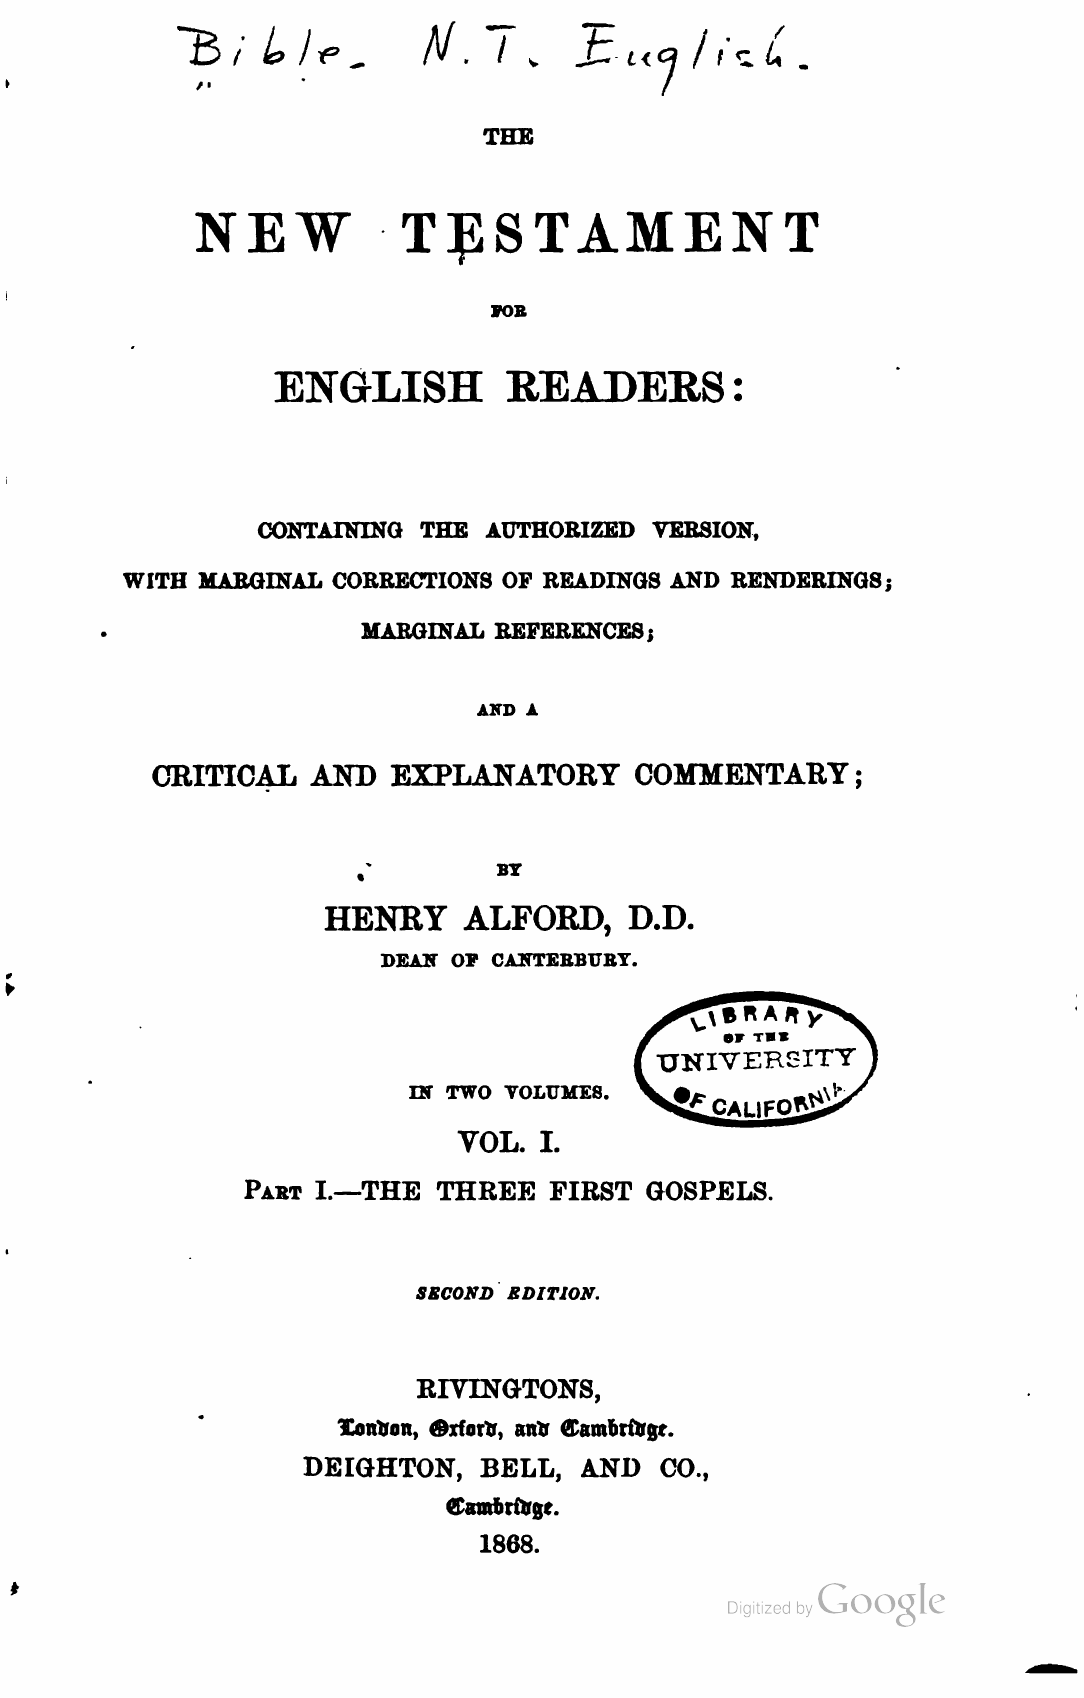 Bible. N.T. English.
THE
NEW TESTAMENT
FOR
ENGLISH READERS:
CONTAINING THE AUTHORIZED VERSION,
WITH MARGINAL CORRECTIONS OF READINGS AND RENDERINGS;
MARGINAL REFERENCES;
AND A
CRITICAL AND EXPLANATORY COMMENTARY;
BY
HENRY ALFORD, D.D.
DEAN OF CANTERBURY.
LIBRARY
OF THE
UNIVERSITY
OF CALIFORNIA.
IN TWO VOLUMES.
VOL. I.
PART I.—THE THREE FIRST GOSPELS.
SECOND EDITION.
RIVINGTONS,
London, Oxford, and Cambridge.
DEIGHTON, BELL, AND CO.,
Cambridge.
1868.
Digitized by Google